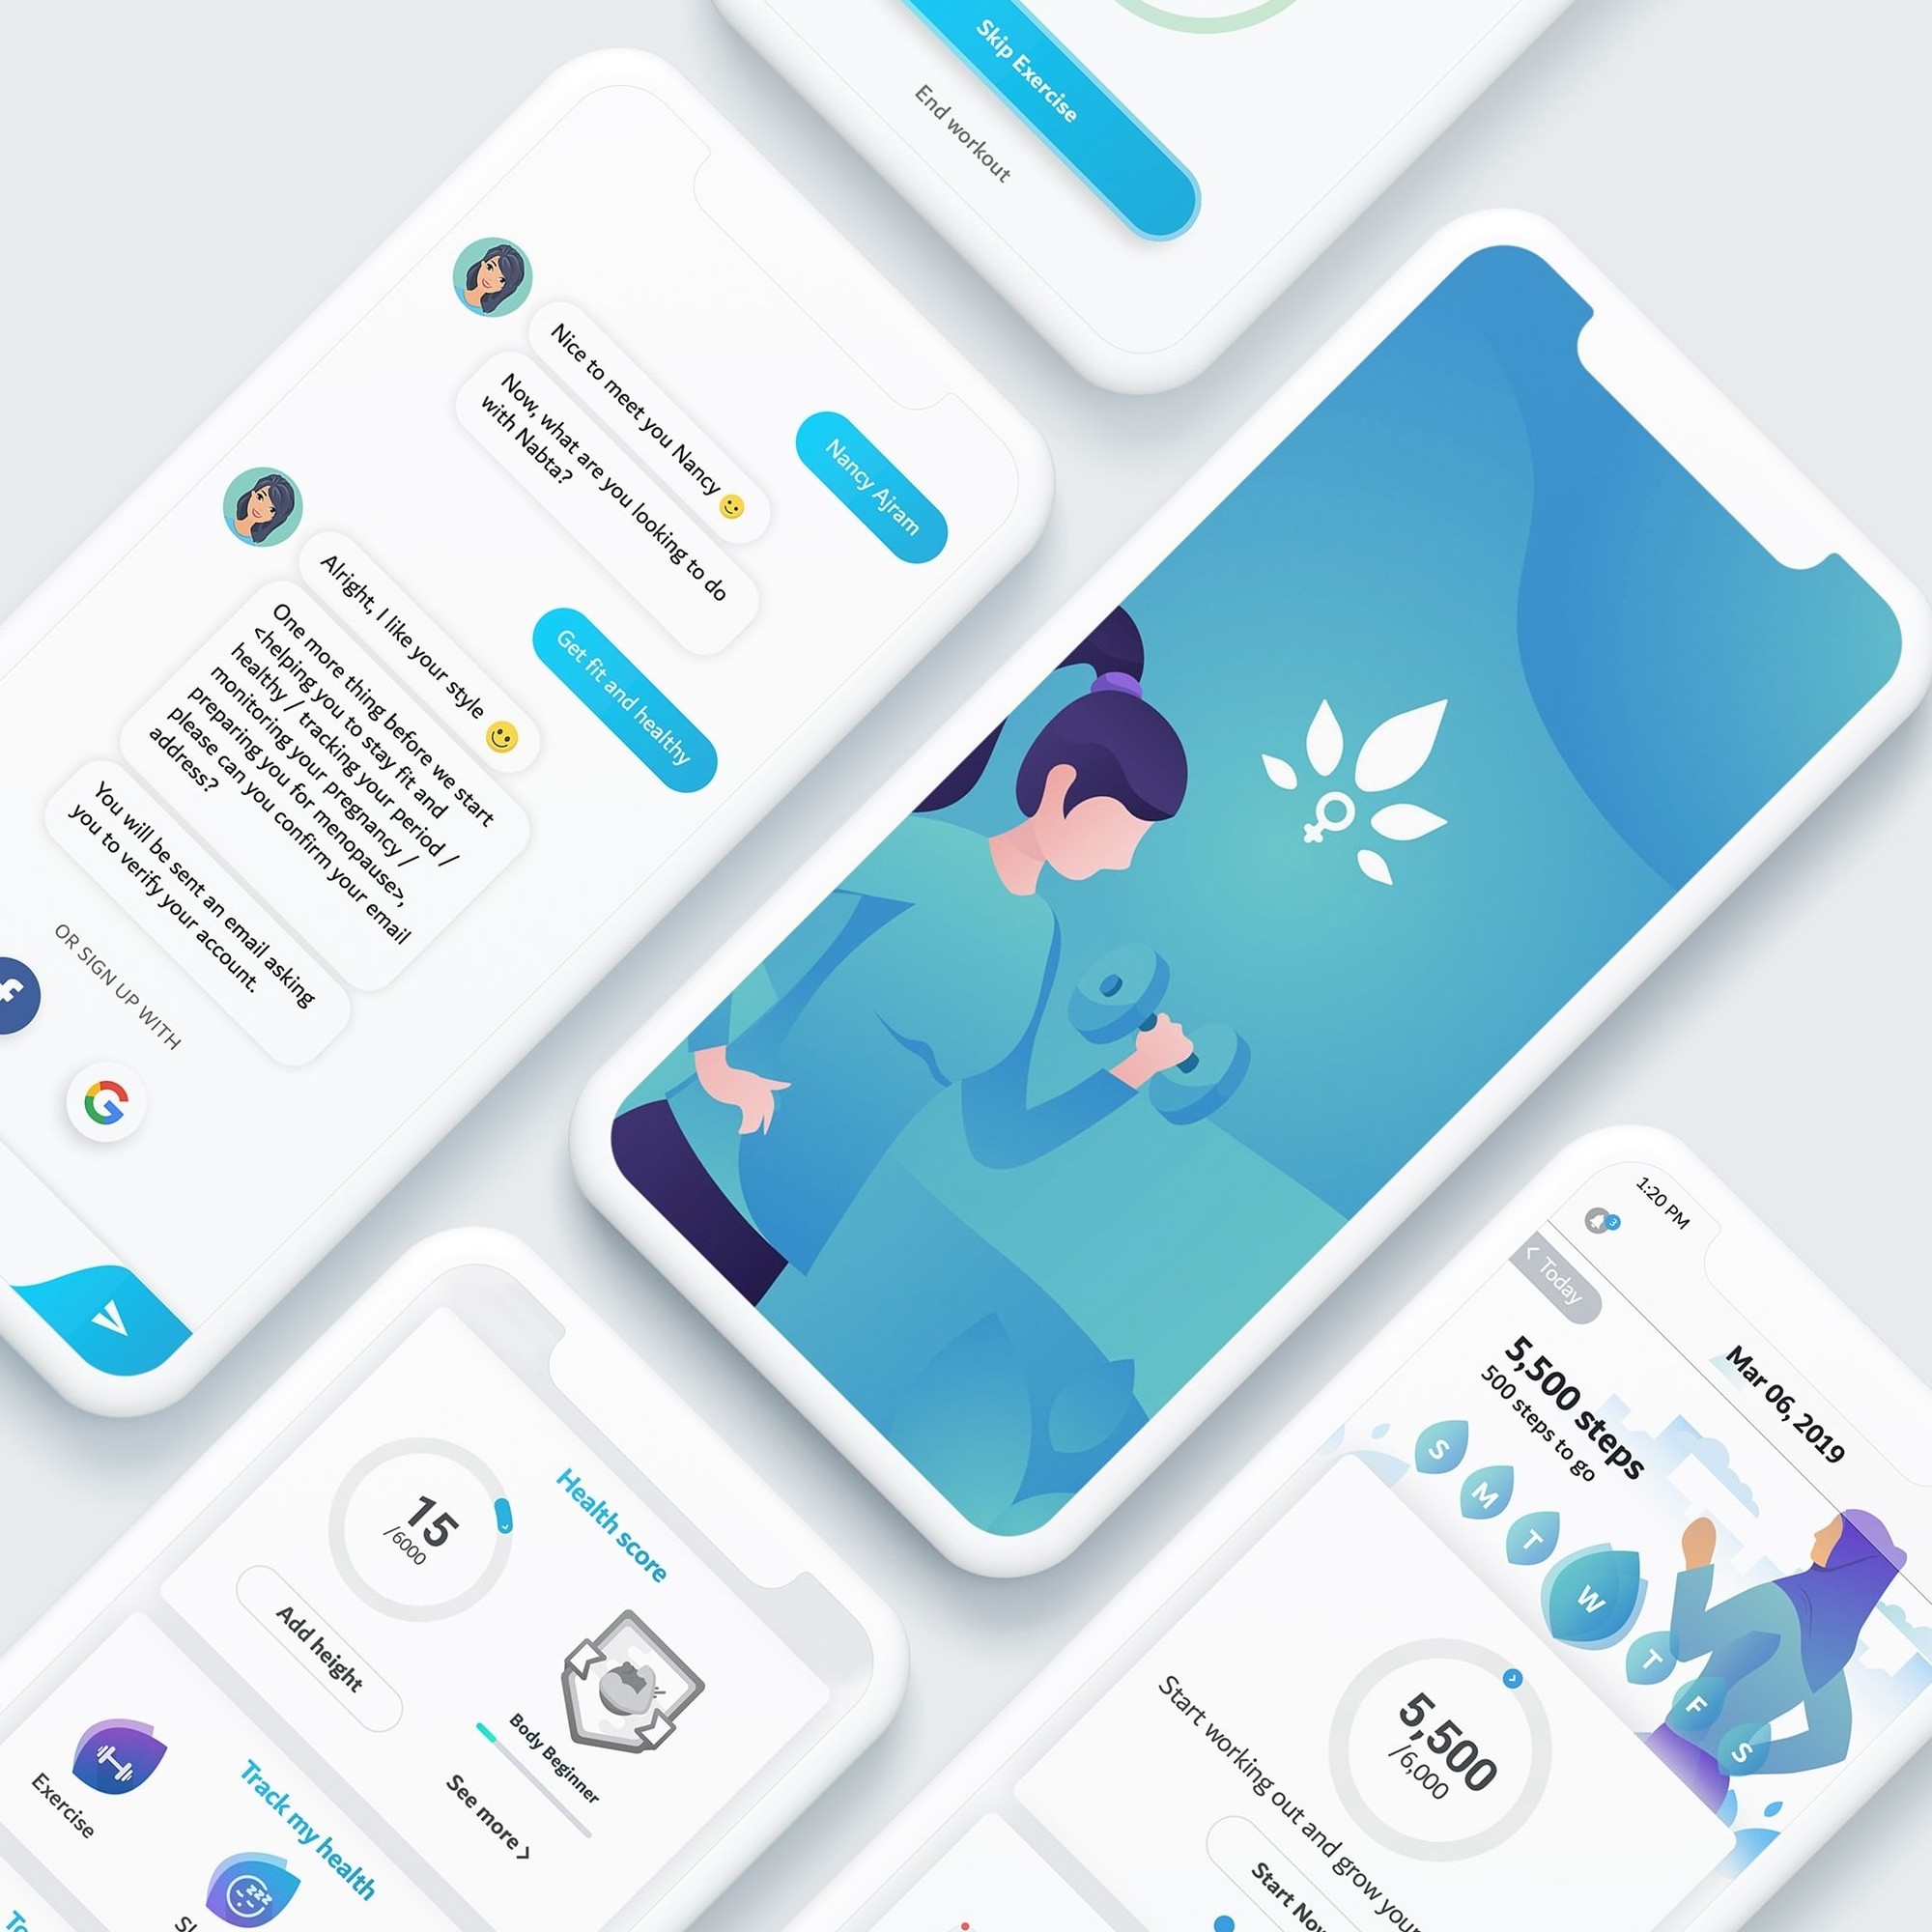 Skip Exercise
End workout
Nancy Ajram
Nice to meet you Nancy
Now, what are you looking to do
with Nabta?
Get fit and healthy
Alright, I like your style
One more thing before we start
<helping you to stay fit and
healthy / tracking your period /
monitoring your pregnancy /
preparing you for menopause>,
please can you confirm your email
address?
You will be sent an email asking
you to verify your account.
OR SIGN UP WITH
f
G
Health score
15
/6000
Add height
Body Beginner
See more >
Track my health
Exercise
1:20 PM
3
Mar 06, 2019
< Today
5,500 steps
500 steps to go
S
M
T
W
T
F
S
5,500
/6,000
Start working out and grow your
Start Now